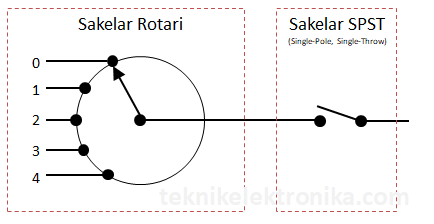 Sakelar Rotari
Sakelar SPST
(Single-Pole, Single-Throw)
0
1
2
3
4
teknikelektronika.com